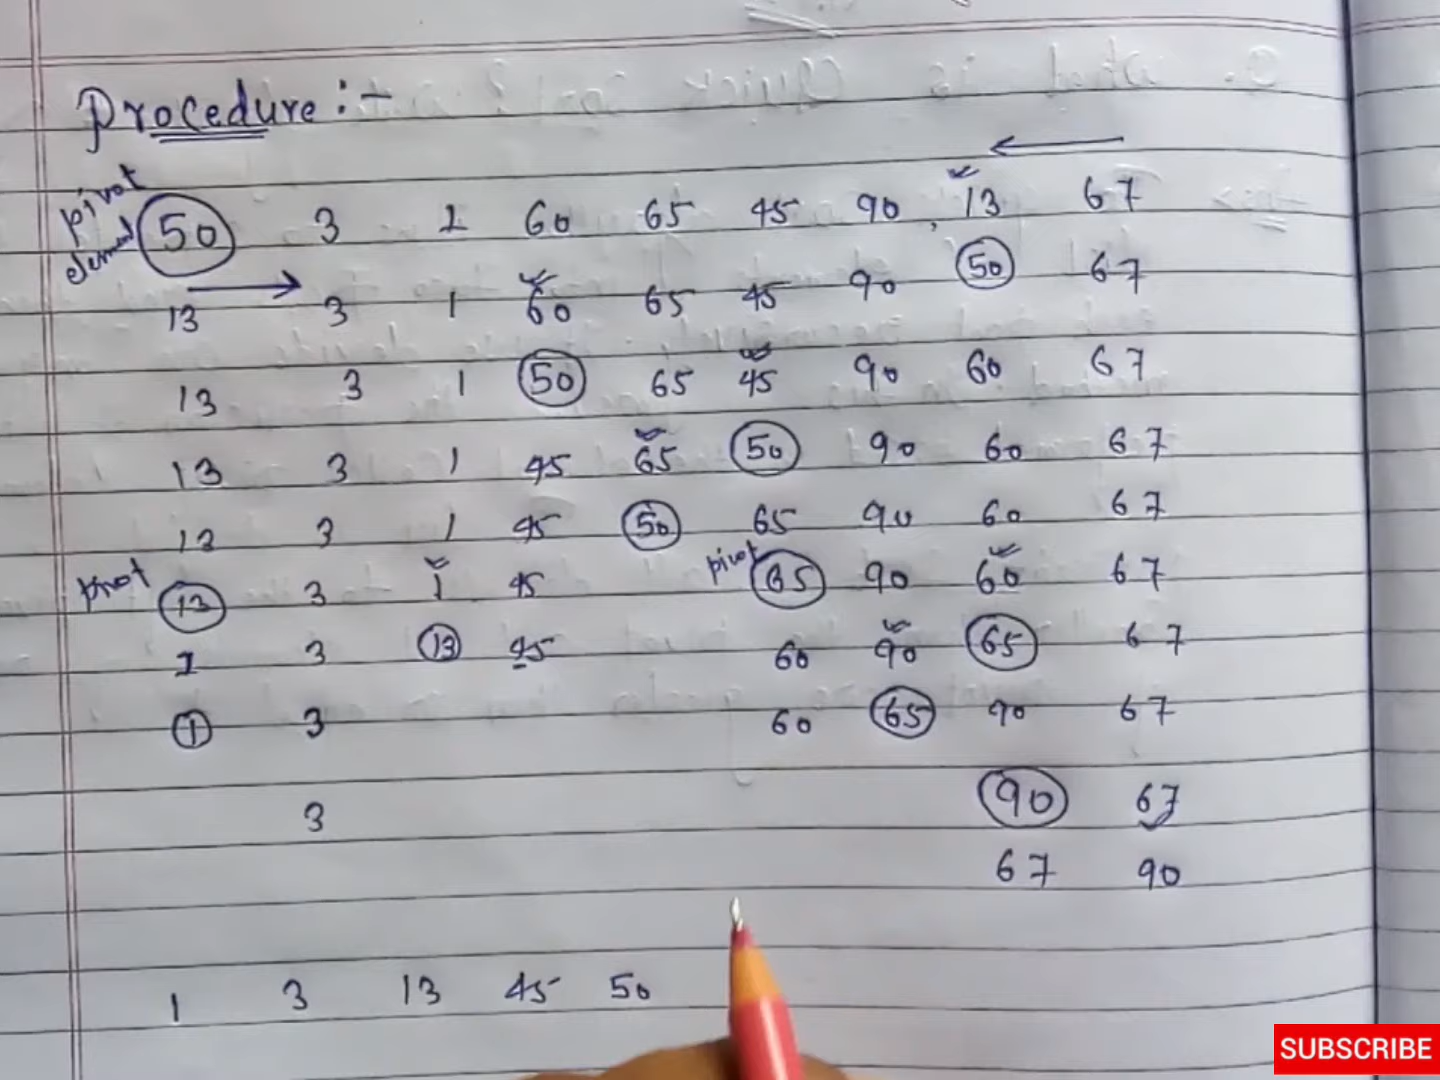 Procedure :-
pivot element 50 3 1 60 65 45 90, 13 67
13 3 1 60 65 45 90 50 67
13 3 1 50 65 45 90 60 67
13 3 1 45 65 50 90 60 67
13 3 1 45 50 65 90 60 67
pivot 13 3 1 45 pivot 65 90 60 67
1 3 13 45 60 90 65 67
1 3 60 65 90 67
3 90 67
67 90
1 3 13 45 50
SUBSCRIBE